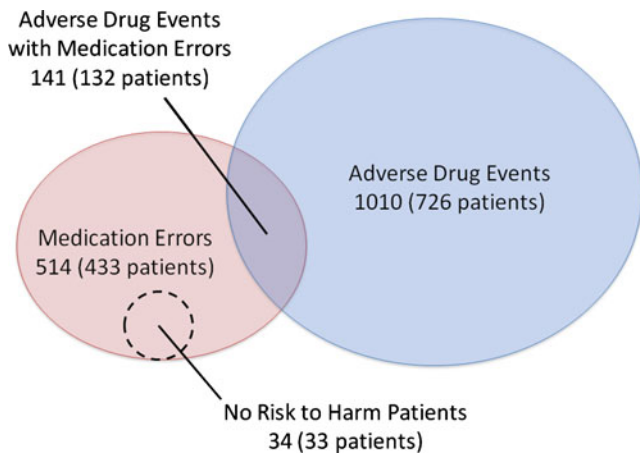 Adverse Drug Events
with Medication Errors
141 (132 patients)
Adverse Drug Events
1010 (726 patients)
Medication Errors
514 (433 patients)
No Risk to Harm Patients
34 (33 patients)